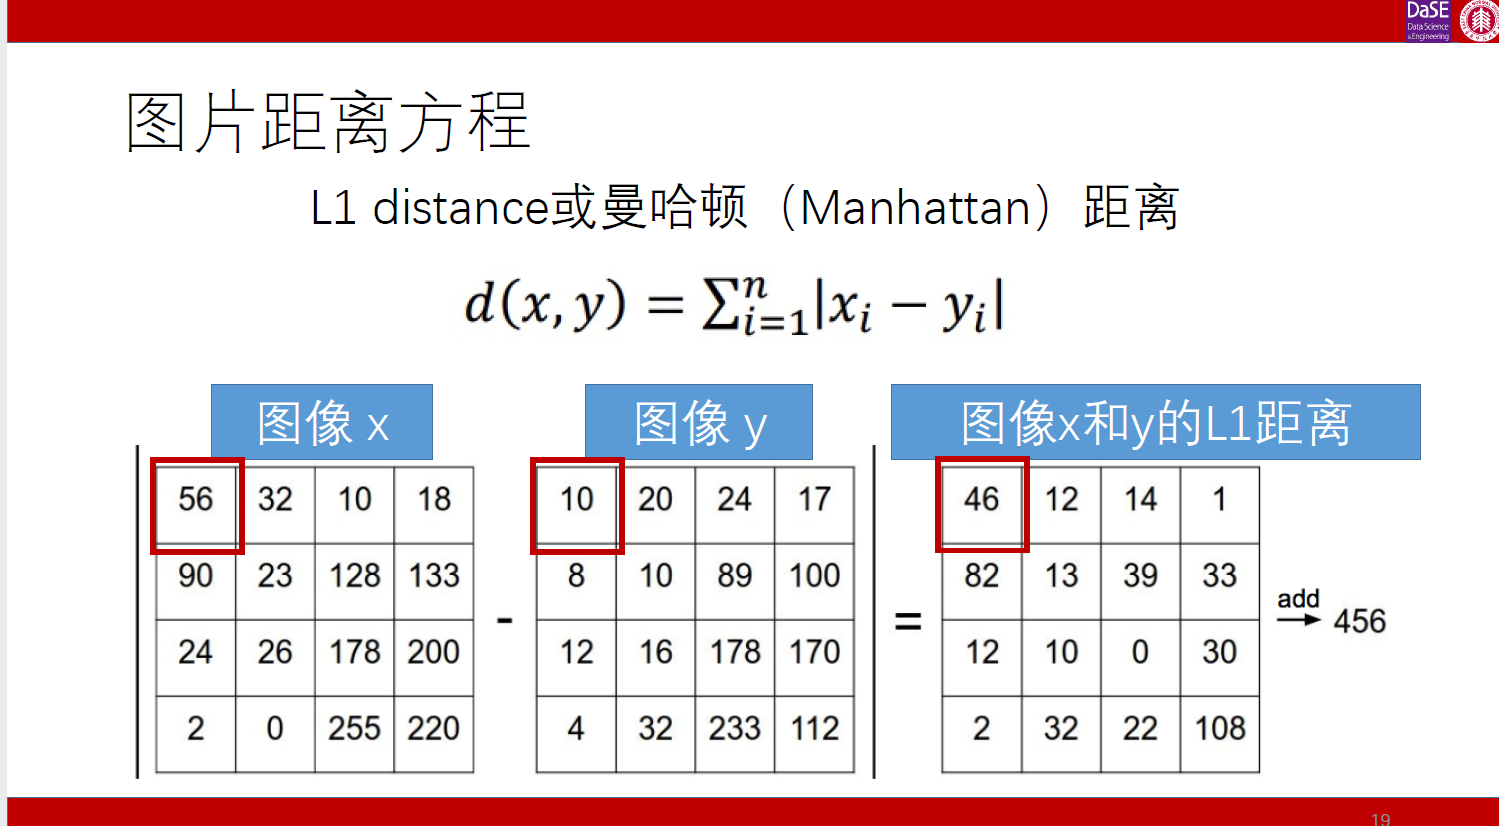 DaSE
Data Science
& Engineering
图片距离方程
L1 distance或曼哈顿（Manhattan）距离
d(x, y) = ∑ⁿᵢ₌₁|xᵢ − yᵢ|
图像 x 图像 y 图像x和y的L1距离
56 32 10 18 10 20 24 17 46 12 14 1
90 23 128 133 8 10 89 100 82 13 39 33
- = add → 456
24 26 178 200 12 16 178 170 12 10 0 30
2 0 255 220 4 32 233 112 2 32 22 108
19